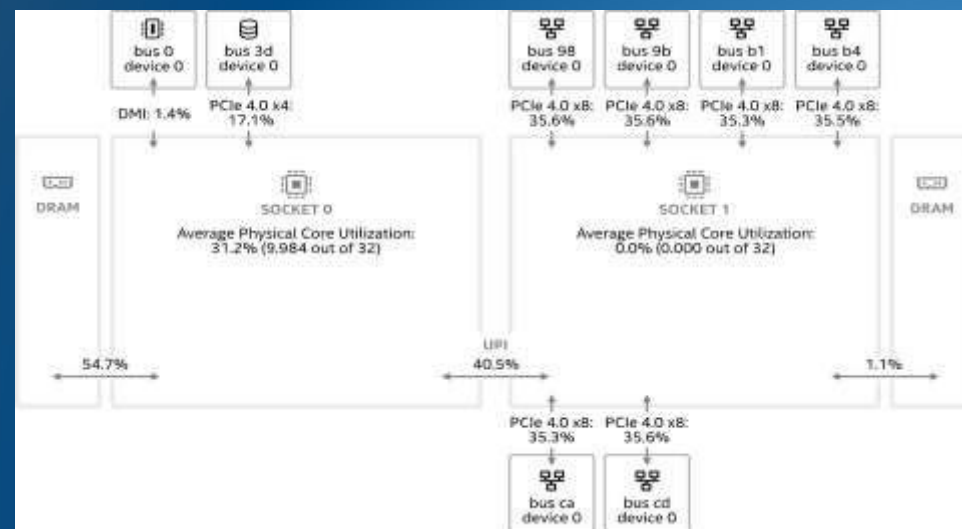 bus 0
device 0
bus 3d
device 0
bus 98
device 0
bus 9b
device 0
bus b1
device 0
bus b4
device 0
DMI: 1.4%
PCIe 4.0 x4:
17.1%
PCIe 4.0 x8:
35.6%
PCIe 4.0 x8:
35.6%
PCIe 4.0 x8:
35.3%
PCIe 4.0 x8:
35.5%
DRAM
SOCKET 0
Average Physical Core Utilization:
31.2% (9.984 out of 32)
SOCKET 1
Average Physical Core Utilization:
0.0% (0.000 out of 32)
DRAM
54.7%
UPI
40.5%
1.1%
PCIe 4.0 x8:
35.3%
PCIe 4.0 x8:
35.6%
bus ca
device 0
bus cd
device 0